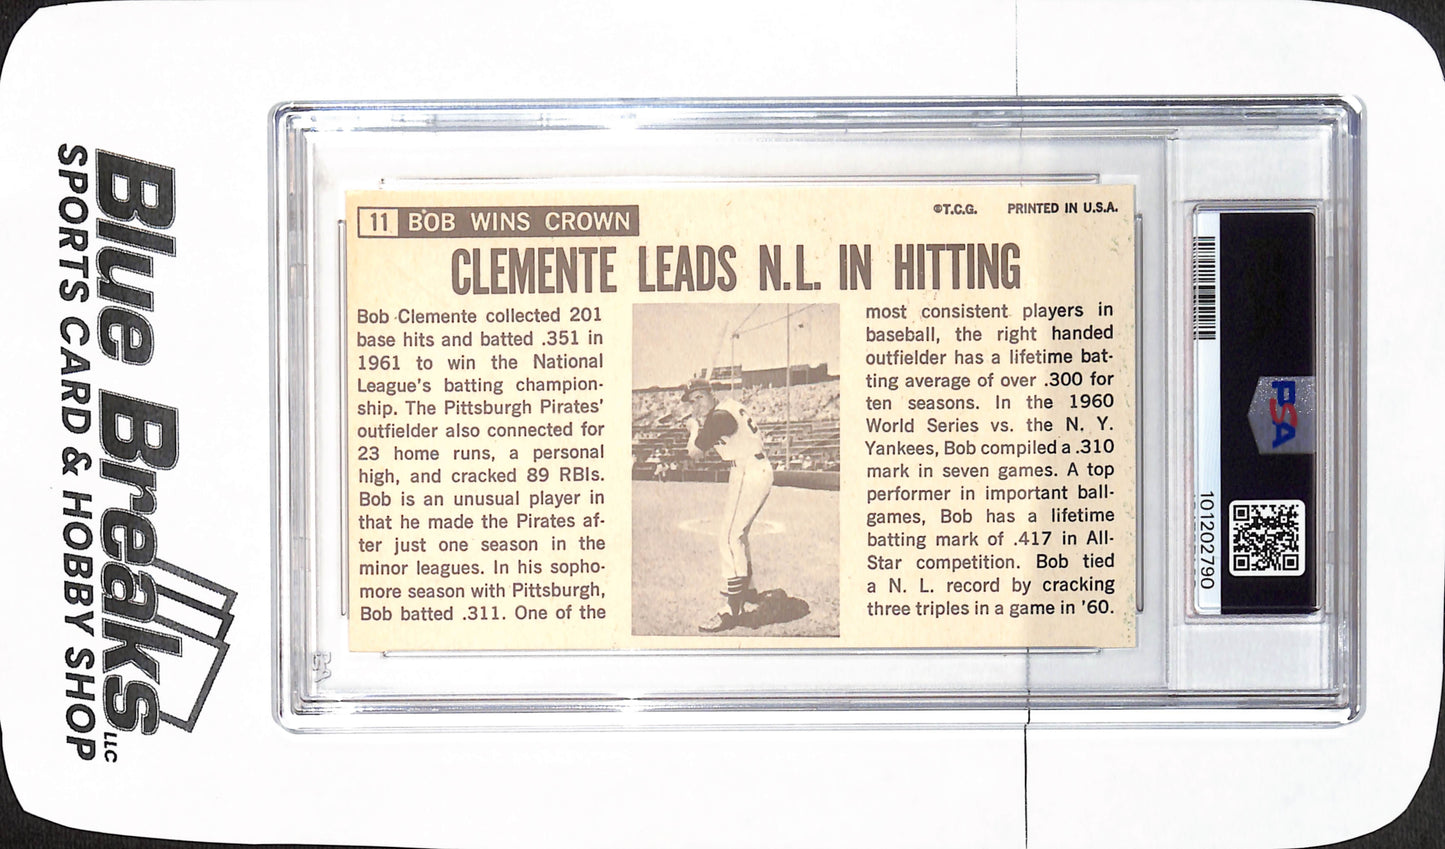 Blue Breaks LLC
SPORTS CARD & HOBBY SHOP
11 BOB WINS CROWN
©T.C.G. PRINTED IN U.S.A.
CLEMENTE LEADS N.L. IN HITTING
Bob Clemente collected 201
base hits and batted .351 in
1961 to win the National
League's batting champion-
ship. The Pittsburgh Pirates'
outfielder also connected for
23 home runs, a personal
high, and cracked 89 RBIs.
Bob is an unusual player in
that he made the Pirates af-
ter just one season in the
minor leagues. In his sopho-
more season with Pittsburgh,
Bob batted .311. One of the
most consistent players in
baseball, the right handed
outfielder has a lifetime bat-
ting average of over .300 for
ten seasons. In the 1960
World Series vs. the N. Y.
Yankees, Bob compiled a .310
mark in seven games. A top
performer in important ball-
games, Bob has a lifetime
batting mark of .417 in All-
Star competition. Bob tied
a N. L. record by cracking
three triples in a game in '60.
PSA
101202790